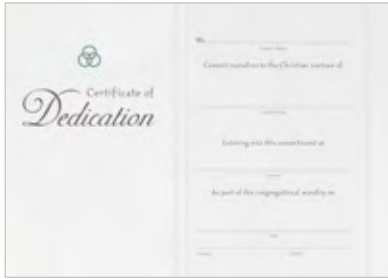 Certificate of
Dedication
We
Commit ourselves to the Christian nurture of
Entering into this commitment at
As part of the congregational worship on